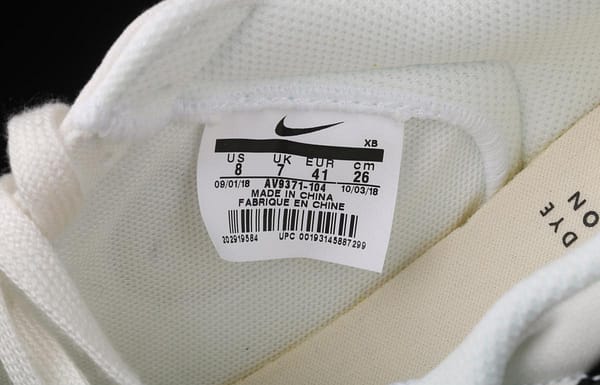 XB
US UK EUR cm
8 7 41 26
09/01/18 AV9371-104 10/03/18
MADE IN CHINA
FABRIQUE EN CHINE
202919584 UPC 00193145887299
DYE
ON